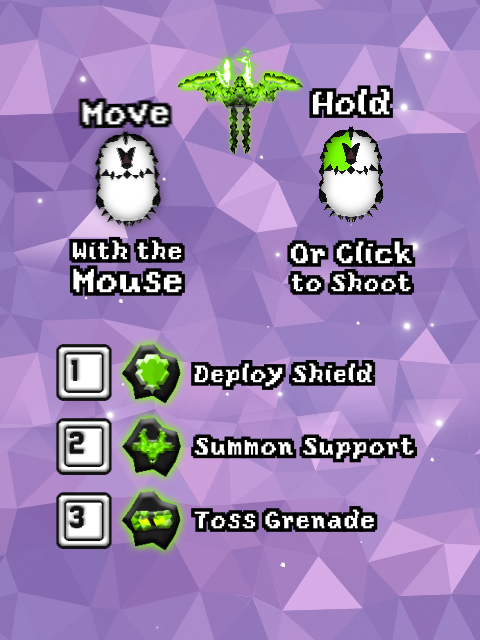 Move
Hold
With the
Mouse
Or Click
to Shoot
1
Deploy Shield
2
Summon Support
3
Toss Grenade